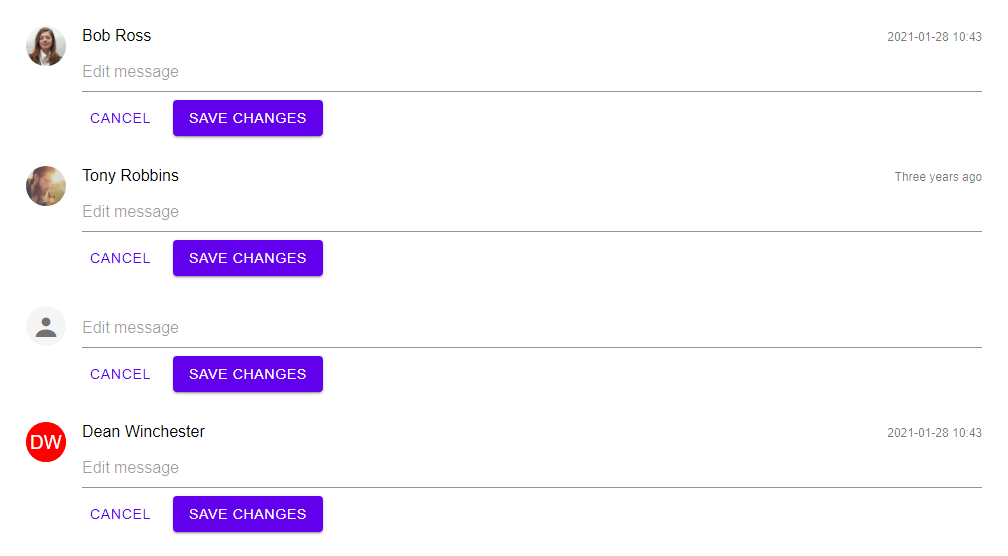 Bob Ross 2021-01-28 10:43
Edit message
CANCEL SAVE CHANGES
Tony Robbins Three years ago
Edit message
CANCEL SAVE CHANGES
Edit message
CANCEL SAVE CHANGES
DW Dean Winchester 2021-01-28 10:43
Edit message
CANCEL SAVE CHANGES